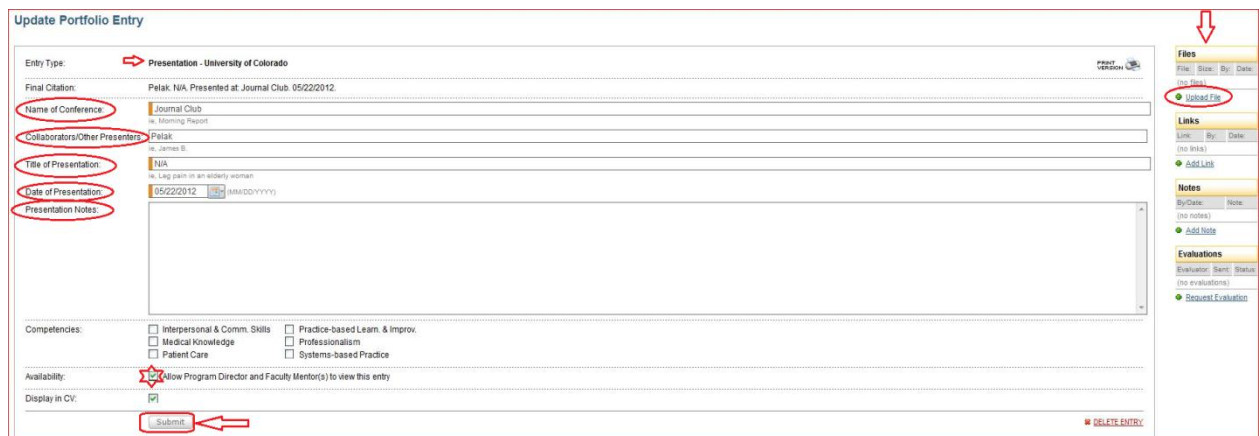 Update Portfolio Entry
Entry Type: Presentation - University of Colorado PRINT VERSION
Final Citation: Pelak. N/A. Presented at: Journal Club. 05/22/2012.
Name of Conference: Journal Club
ie, Morning Report
Collaborators/Other Presenters: Pelak
ie, James B.
Title of Presentation: N/A
ie, Leg pain in an elderly woman
Date of Presentation: 05/22/2012 (MM/DD/YYYY)
Presentation Notes:
Competencies: Interpersonal & Comm. Skills Practice-based Learn. & Improv.
Medical Knowledge Professionalism
Patient Care Systems-based Practice
Availability: Allow Program Director and Faculty Mentor(s) to view this entry
Display in CV:
Submit DELETE ENTRY
Files
File: Size: By: Date:
(no files)
Upload File
Links
Link: By: Date:
(no links)
Add Link
Notes
By/Date: Note:
(no notes)
Add Note
Evaluations
Evaluator: Sent: Status:
(no evaluations)
Request Evaluation